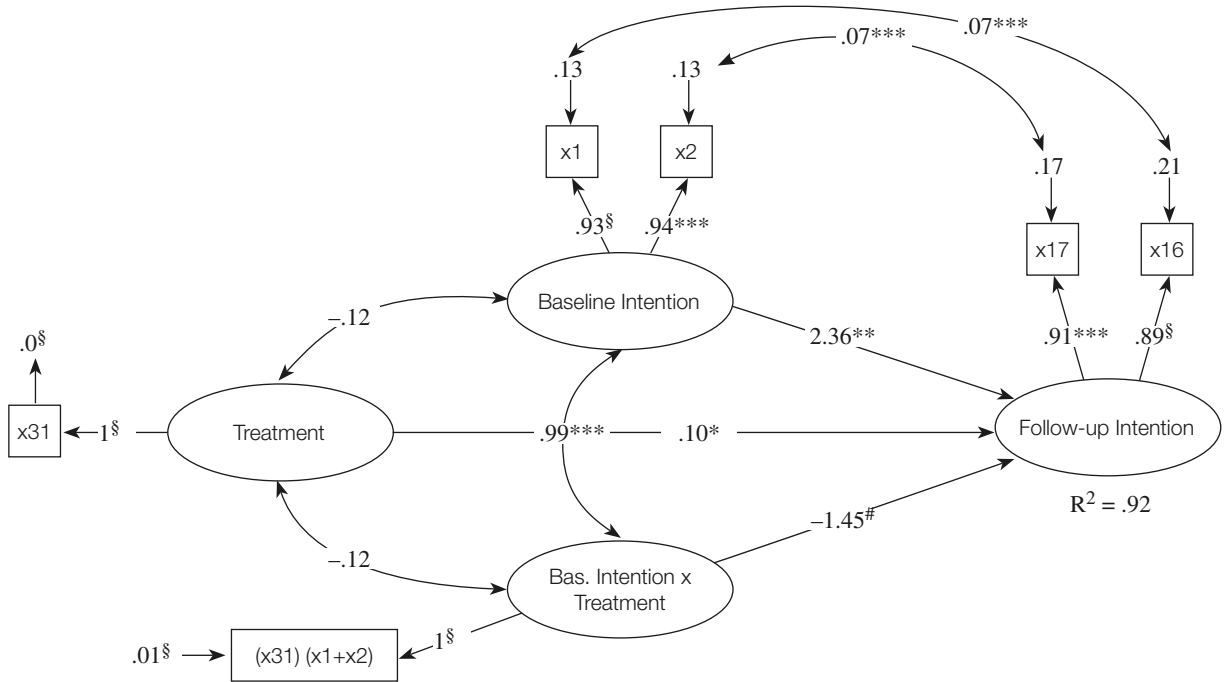 .07***
.07***
.13
.13
x1
x2
.17
.21
.93§
.94***
x17
x16
Baseline Intention
–.12
2.36**
.91***
.89§
.0§
x31
1§
Treatment
.99***
.10*
Follow-up Intention
R2 = .92
–1.45#
–.12
Bas. Intention x
Treatment
1§
.01§
(x31) (x1+x2)